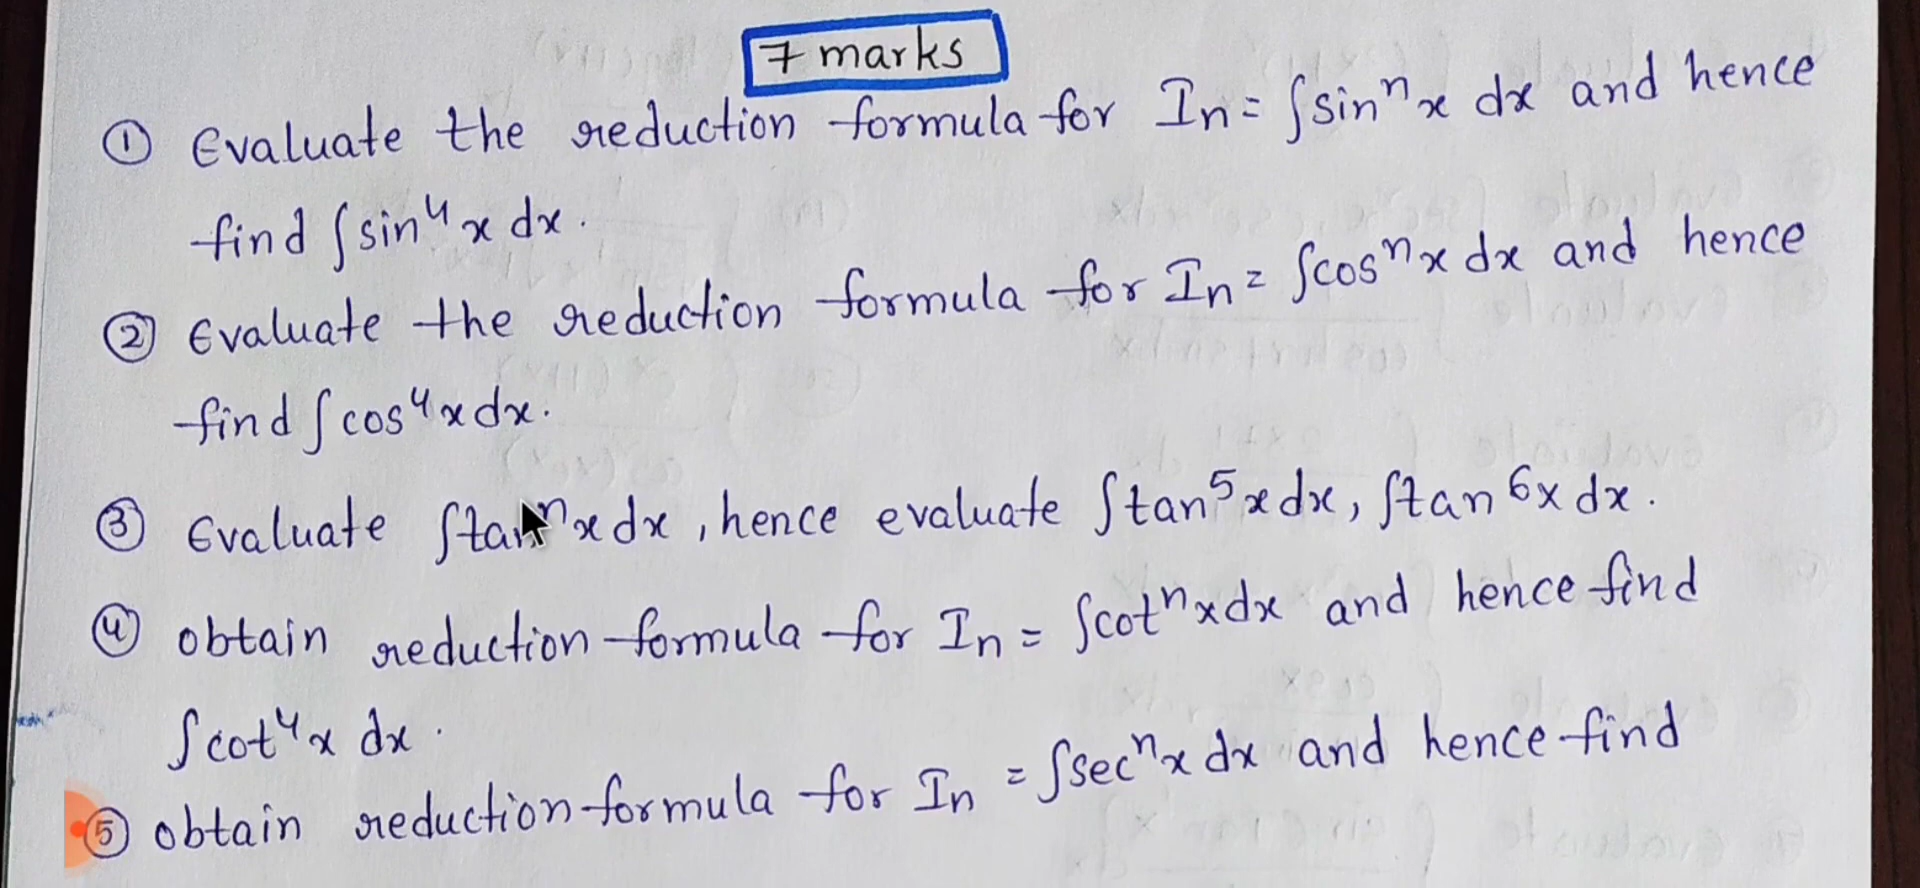 7 marks
① Evaluate the reduction formula for In = ∫sinⁿx dx and hence
find ∫sin⁴x dx.
② Evaluate the reduction formula for In = ∫cosⁿx dx and hence
find ∫cos⁴x dx.
③ Evaluate ∫tanⁿx dx, hence evaluate ∫tan⁵x dx, ∫tan⁶x dx.
④ obtain reduction formula for In = ∫cotⁿx dx and hence find
∫cot⁴x dx.
⑤ obtain reduction formula for In = ∫secⁿx dx and hence find